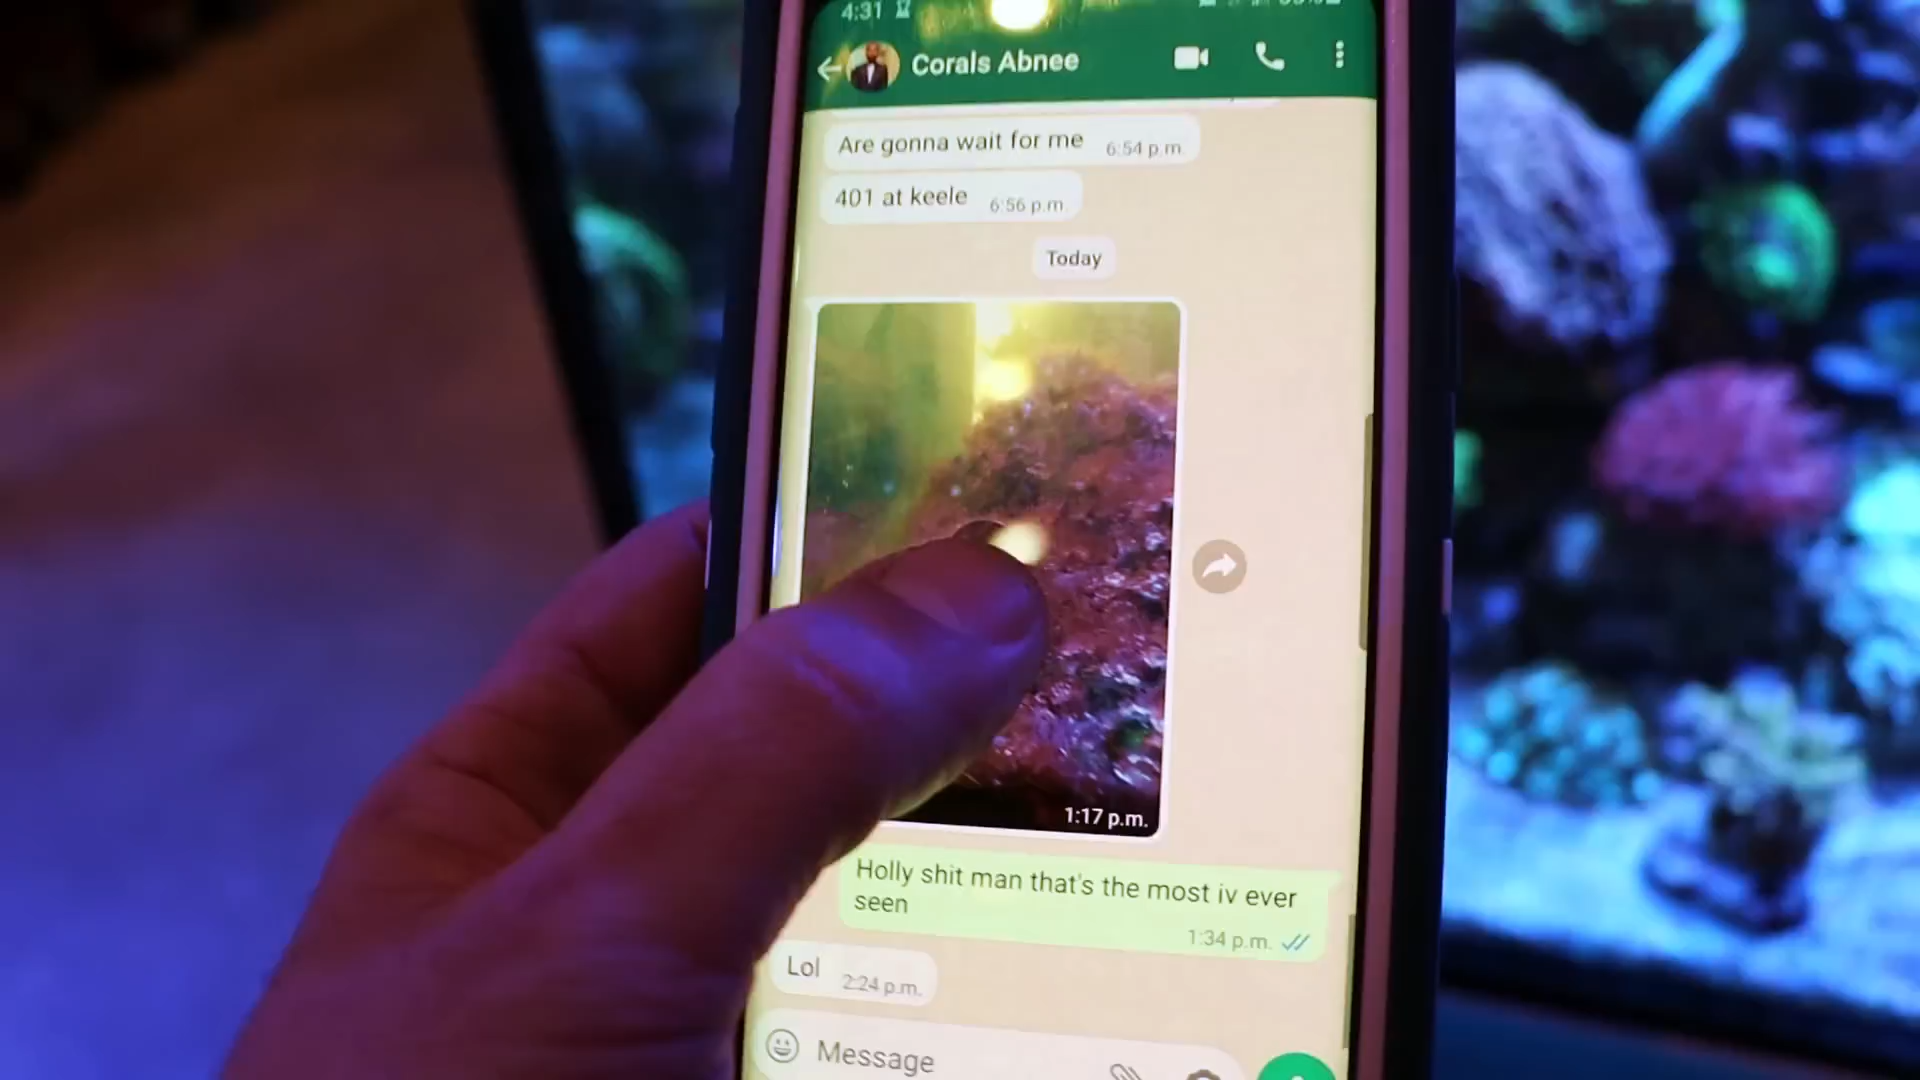 4:31
Corals Abnee
Are gonna wait for me 6:54 p.m.
401 at keele 6:56 p.m.
Today
1:17 p.m.
Holly shit man that's the most iv ever
seen
1:34 p.m.
Lol 2:24 p.m.
Message